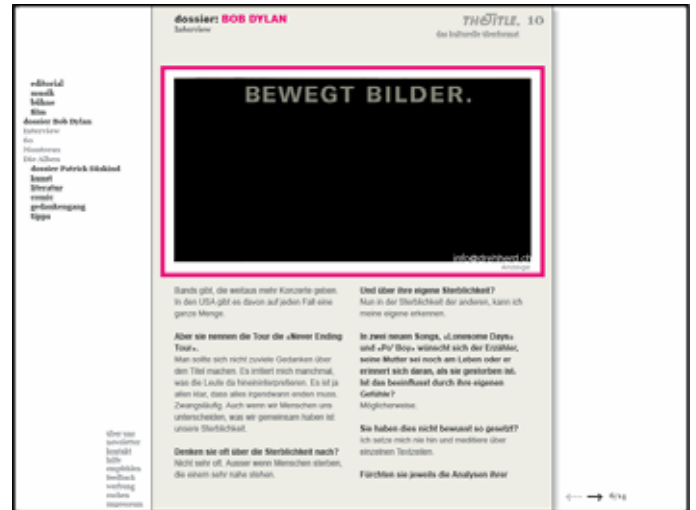 dossier: BOB DYLAN
Interview
THETITLE. 10
das kulturelle überformat
editorial
musik
bühne
film
dossier Bob Dylan
Interview
60
Die Alben
dossier Patrick Süskind
kunst
literatur
comic
gedankengang
tipps
BEWEGT BILDER.
info@drehherd.ch
Anzeige
Bands gibt, die weitaus mehr Konzerte geben.
In den USA gibt es davon auf jeden Fall eine
ganze Menge.
Aber sie nennen die Tour die «Never Ending
Tour».
Man sollte sich nicht zuviele Gedanken über
den Titel machen. Es irritiert mich manchmal,
was die Leute da hineininterpretieren. Es ist ja
allen klar, dass alles irgendwann enden muss.
Zwangsläufig. Auch wenn wir Menschen uns
unterscheiden, was wir gemeinsam haben ist
unsere Sterblichkeit.
Denken sie oft über die Sterblichkeit nach?
Nicht sehr oft. Ausser wenn Menschen sterben,
die einem sehr nahe stehen.
Und über ihre eigene Sterblichkeit?
Nun in der Sterblichkeit der anderen, kann ich
meine eigene erkennen.
In zwei neuen Songs, «Lonesome Day»
und «Po' Boy» wünscht sich der Erzähler,
seine Mutter sei noch am Leben oder er
erinnert sich daran, als sie gestorben ist.
Ist das beeinflusst durch ihre eigenen
Gefühle?
Möglicherweise.
Sie haben dies nicht bewusst so gesetzt?
Ich setze mich nie hin und meditiere über
einzelnen Textzeilen.
Fürchten sie jeweils die Analysen ihrer
über uns
newsletter
kontakt
hilfe
empfehlen
feedback
werbung
suchen
impressum
← → 6/14